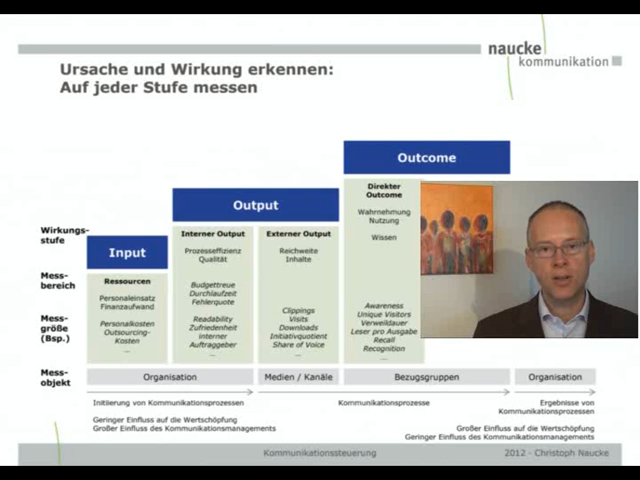 naucke
kommunikation
Ursache und Wirkung erkennen:
Auf jeder Stufe messen
Outcome
Output
Input
Wirkungs-
stufe
Mess-
bereich
Mess-
größe
(Bsp.)
Mess-
objekt
Ressourcen
Personaleinsatz
Finanzaufwand
Personalkosten
Outsourcing-
Kosten
...
Interner Output
Prozesseffizienz
Qualität
Budgettreue
Durchlaufzeit
Fehlerquote
Readability
Zufriedenheit
interner
Auftraggeber
...
Externer Output
Reichweite
Inhalte
Clippings
Visits
Downloads
Initiativquotient
Share of Voice
...
Direkter
Outcome
Wahrnehmung
Nutzung
Wissen
Awareness
Unique Visitors
Verweildauer
Leser pro Ausgabe
Recall
Recognition
...
Organisation
Medien / Kanäle
Bezugsgruppen
Organisation
Initiierung von Kommunikationsprozessen
Kommunikationsprozesse
Ergebnisse von
Kommunikationsprozessen
Geringer Einfluss auf die Wertschöpfung
Großer Einfluss des Kommunikationsmanagements
Großer Einfluss auf die Wertschöpfung
Geringer Einfluss des Kommunikationsmanagements
Kommunikationssteuerung
2012 - Christoph Naucke